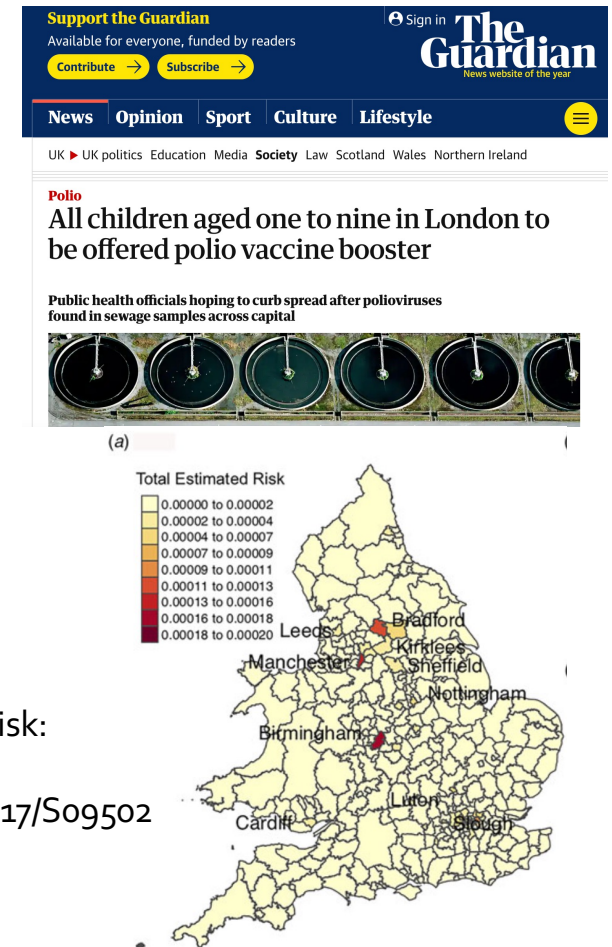 Support the Guardian
Available for everyone, funded by readers
Contribute →
Subscribe →
Sign in
The
Guardian
News website of the year
News Opinion Sport Culture Lifestyle
UK ▶ UK politics Education Media Society Law Scotland Wales Northern Ireland
Polio
All children aged one to nine in London to
be offered polio vaccine booster
Public health officials hoping to curb spread after polioviruses
found in sewage samples across capital
(a)
Total Estimated Risk
0.00000 to 0.00002
0.00002 to 0.00004
0.00004 to 0.00007
0.00007 to 0.00009
0.00009 to 0.00011
0.00011 to 0.00013
0.00013 to 0.00016
0.00016 to 0.00018
0.00018 to 0.00020
Leeds
Bradford
Kirklees
Manchester
Sheffield
Nottingham
Birmingham
Luton
Cardiff
Slough
isk:
17/S09502